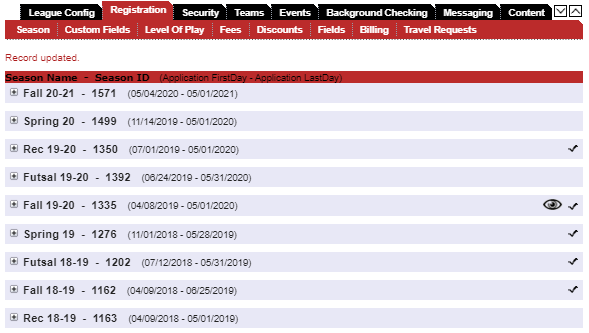 League Config Registration Security Teams Events Background Checking Messaging Content
Season Custom Fields Level Of Play Fees Discounts Fields Billing Travel Requests
Record updated.
Season Name - Season ID (Application FirstDay - Application LastDay)
Fall 20-21 - 1571 (05/04/2020 - 05/01/2021)
Spring 20 - 1499 (11/14/2019 - 05/01/2020)
Rec 19-20 - 1350 (07/01/2019 - 05/01/2020)
Futsal 19-20 - 1392 (06/24/2019 - 05/31/2020)
Fall 19-20 - 1335 (04/08/2019 - 05/01/2020)
Spring 19 - 1276 (11/01/2018 - 05/28/2019)
Futsal 18-19 - 1202 (07/12/2018 - 05/31/2019)
Fall 18-19 - 1162 (04/09/2018 - 06/25/2019)
Rec 18-19 - 1163 (04/09/2018 - 05/01/2019)